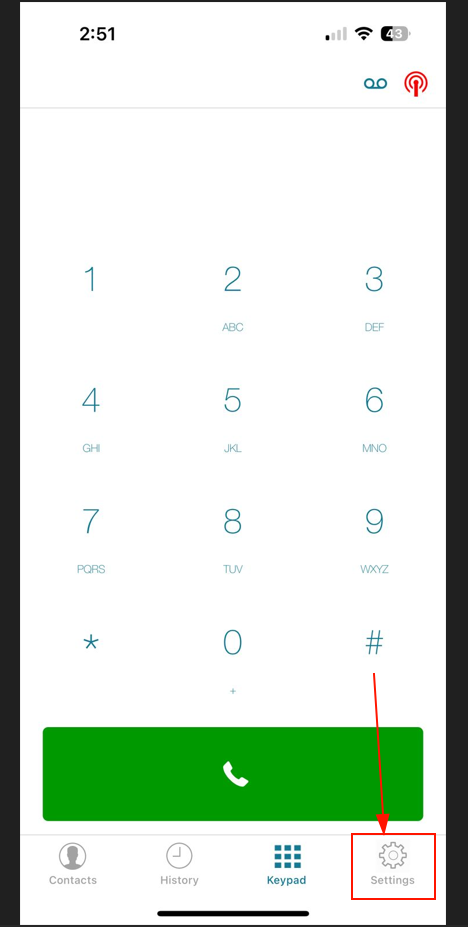 2:51
43
1 2 3
ABC DEF
4 5 6
GHI JKL MNO
7 8 9
PQRS TUV WXYZ
* 0 #
+
Contacts History Keypad Settings